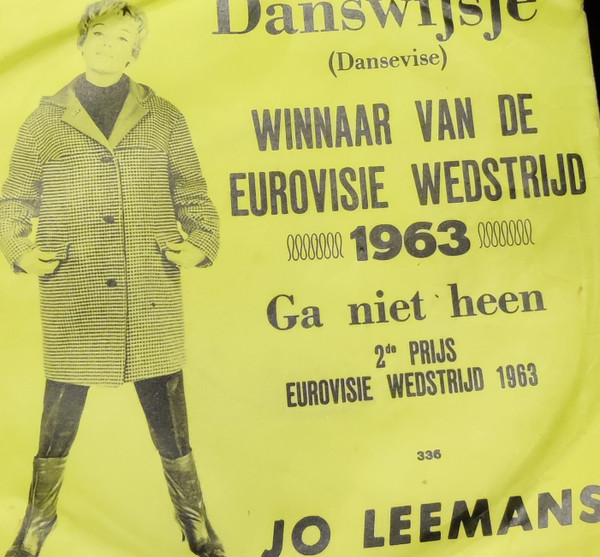 Danswijsje
(Dansevise)
WINNAAR VAN DE
EUROVISIE WEDSTRIJD
1963
Ga niet heen
2de PRIJS
EUROVISIE WEDSTRIJD 1963
336
JO LEEMANS